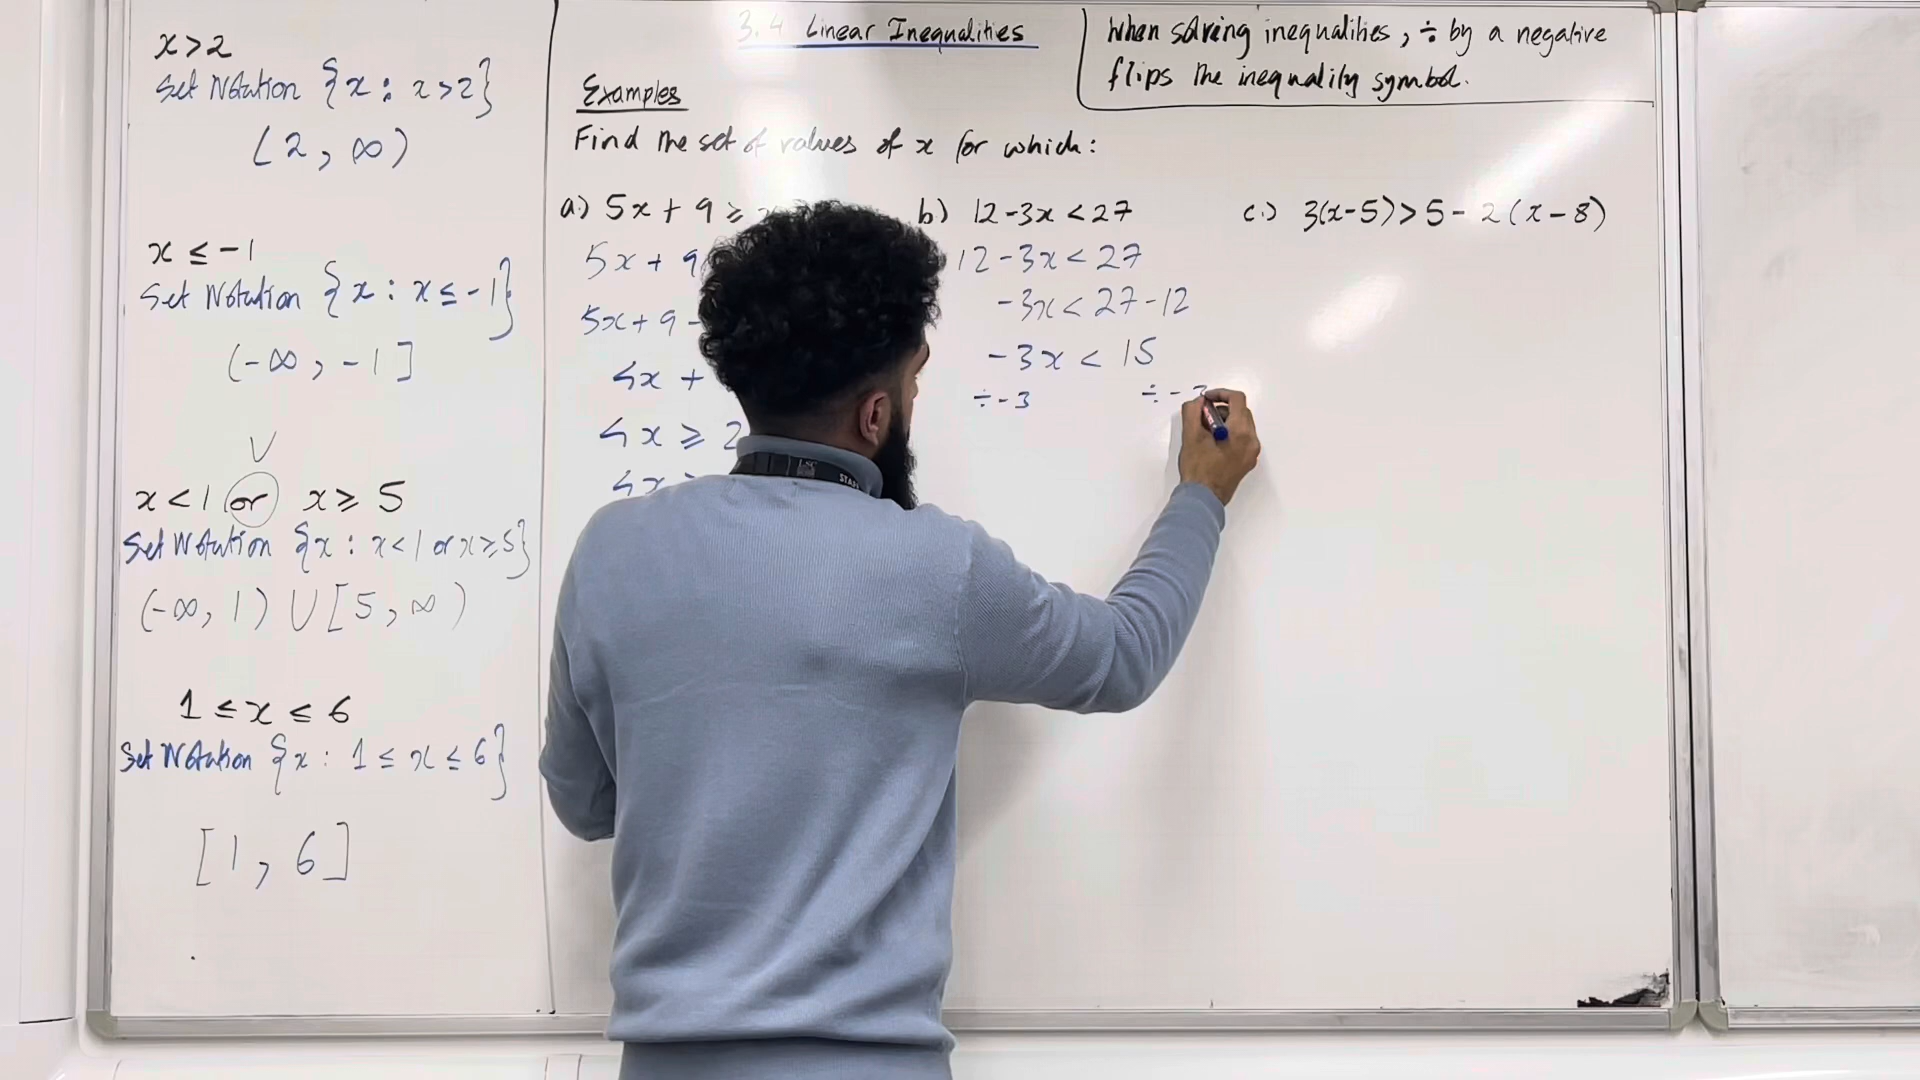 x>2
Set Notation {x : x>2}
(2, ∞)
x ≤ -1
Set Notation {x : x ≤ -1}
(-∞, -1]
∪
x < 1 or x ≥ 5
Set Notation {x : x<1 or x≥5}
(-∞, 1) ∪ [5, ∞)
1 ≤ x ≤ 6
Set Notation {x : 1 ≤ x ≤ 6}
[1, 6]
3.4 Linear Inequalities
When solving inequalities, ÷ by a negative
flips the inequality symbol.
Examples
Find the set of values of x for which:
a.) 5x + 9 ≥
5x + 9
5x + 9 -
4x +
4x ≥ 2
4x
b) 12 - 3x < 27
12 - 3x < 27
-3x < 27 - 12
-3x < 15
÷ -3 ÷ -3
c.) 3(x-5) > 5 - 2(x-8)
STAFF